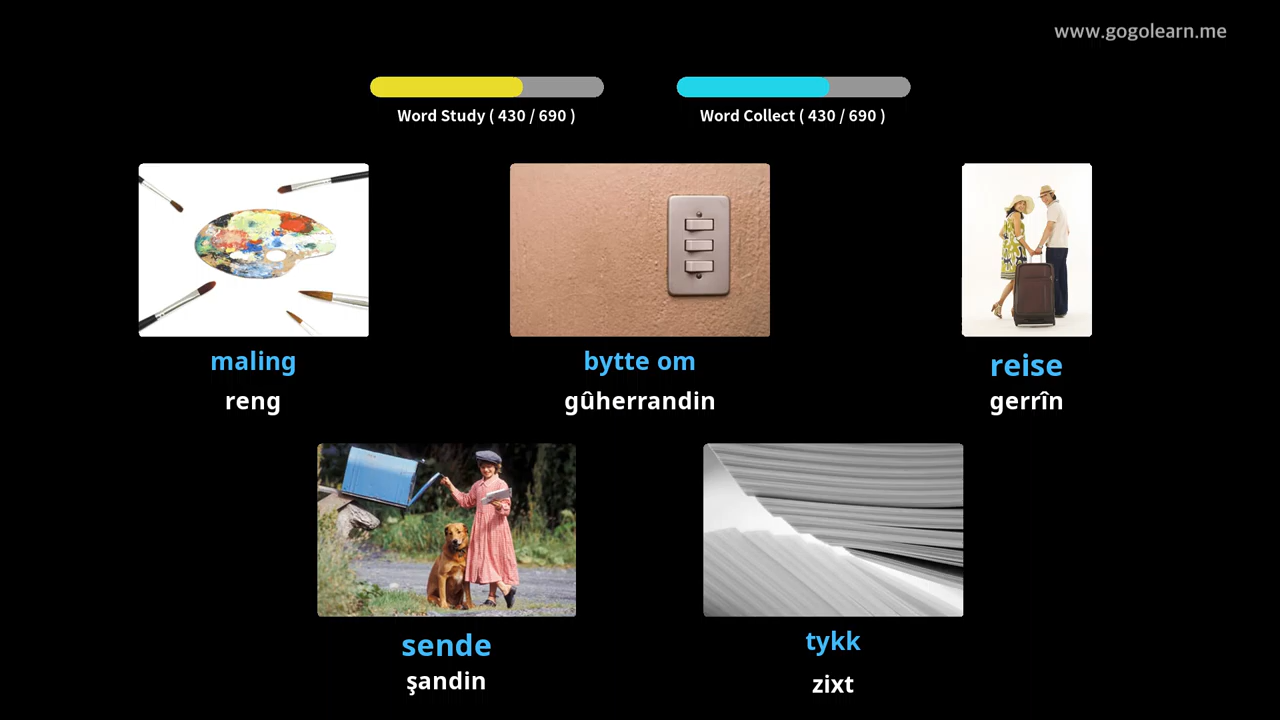 www.gogolearn.me
Word Study ( 430 / 690 )
Word Collect ( 430 / 690 )
maling
reng
bytte om
gûherrandin
reise
gerrîn
sende
şandin
tykk
zixt